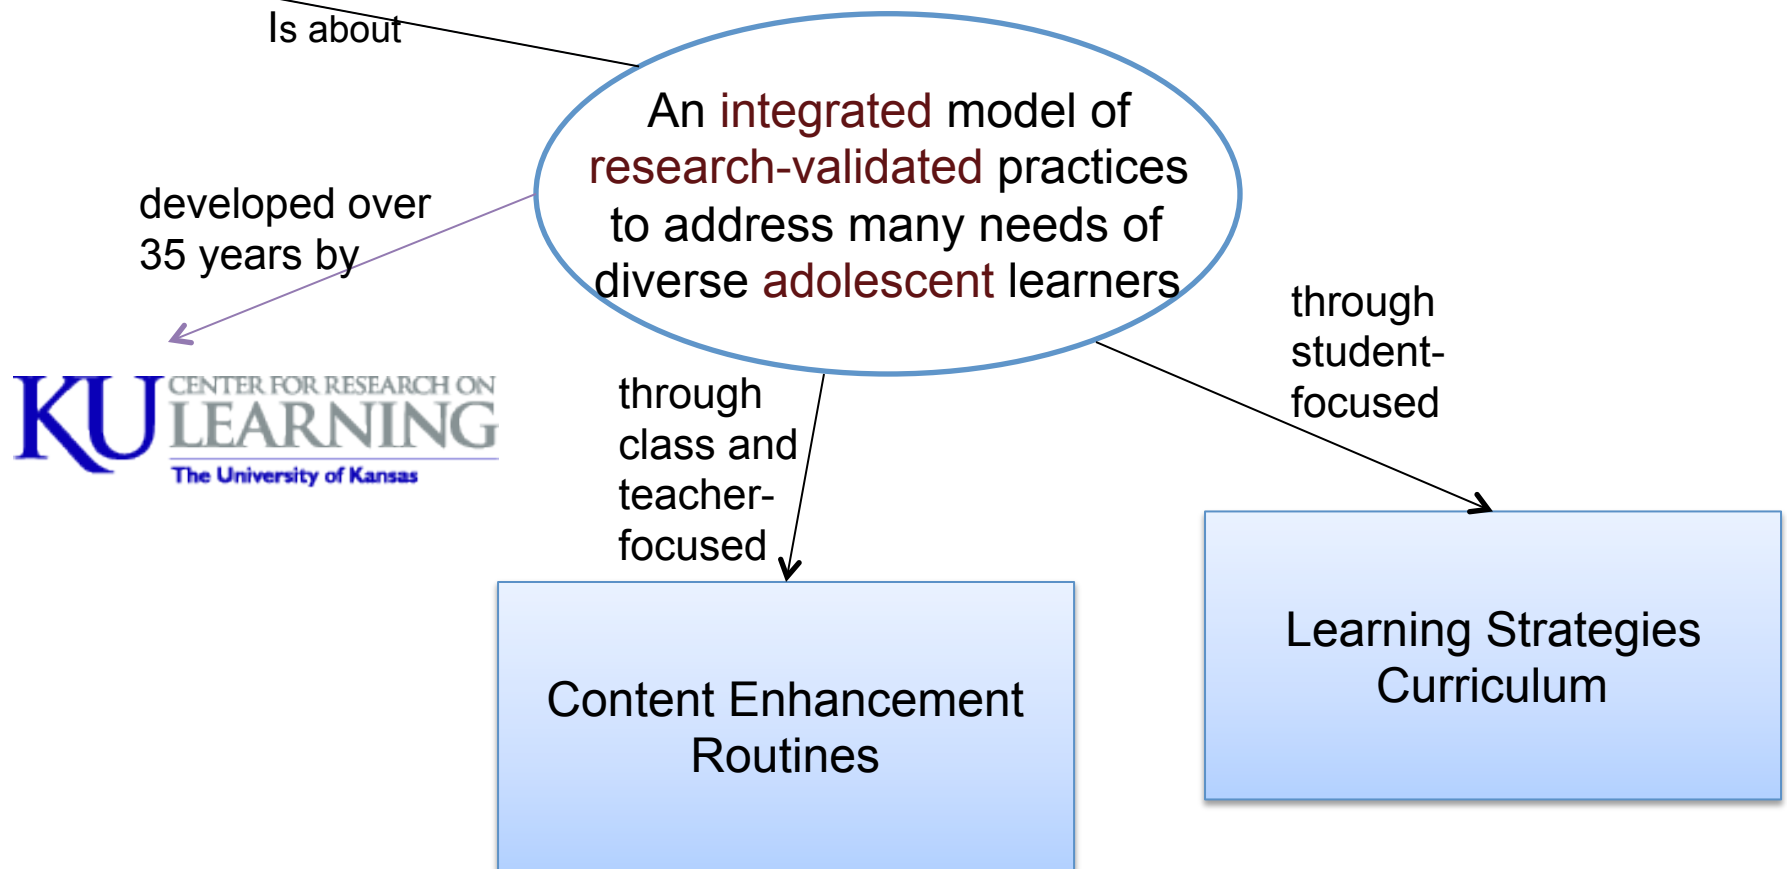 Is about
An integrated model of
research-validated practices
to address many needs of
diverse adolescent learners
developed over
35 years by
KU CENTER FOR RESEARCH ON
LEARNING
The University of Kansas
through
class and
teacher-
focused
through
student-
focused
Content Enhancement
Routines
Learning Strategies
Curriculum